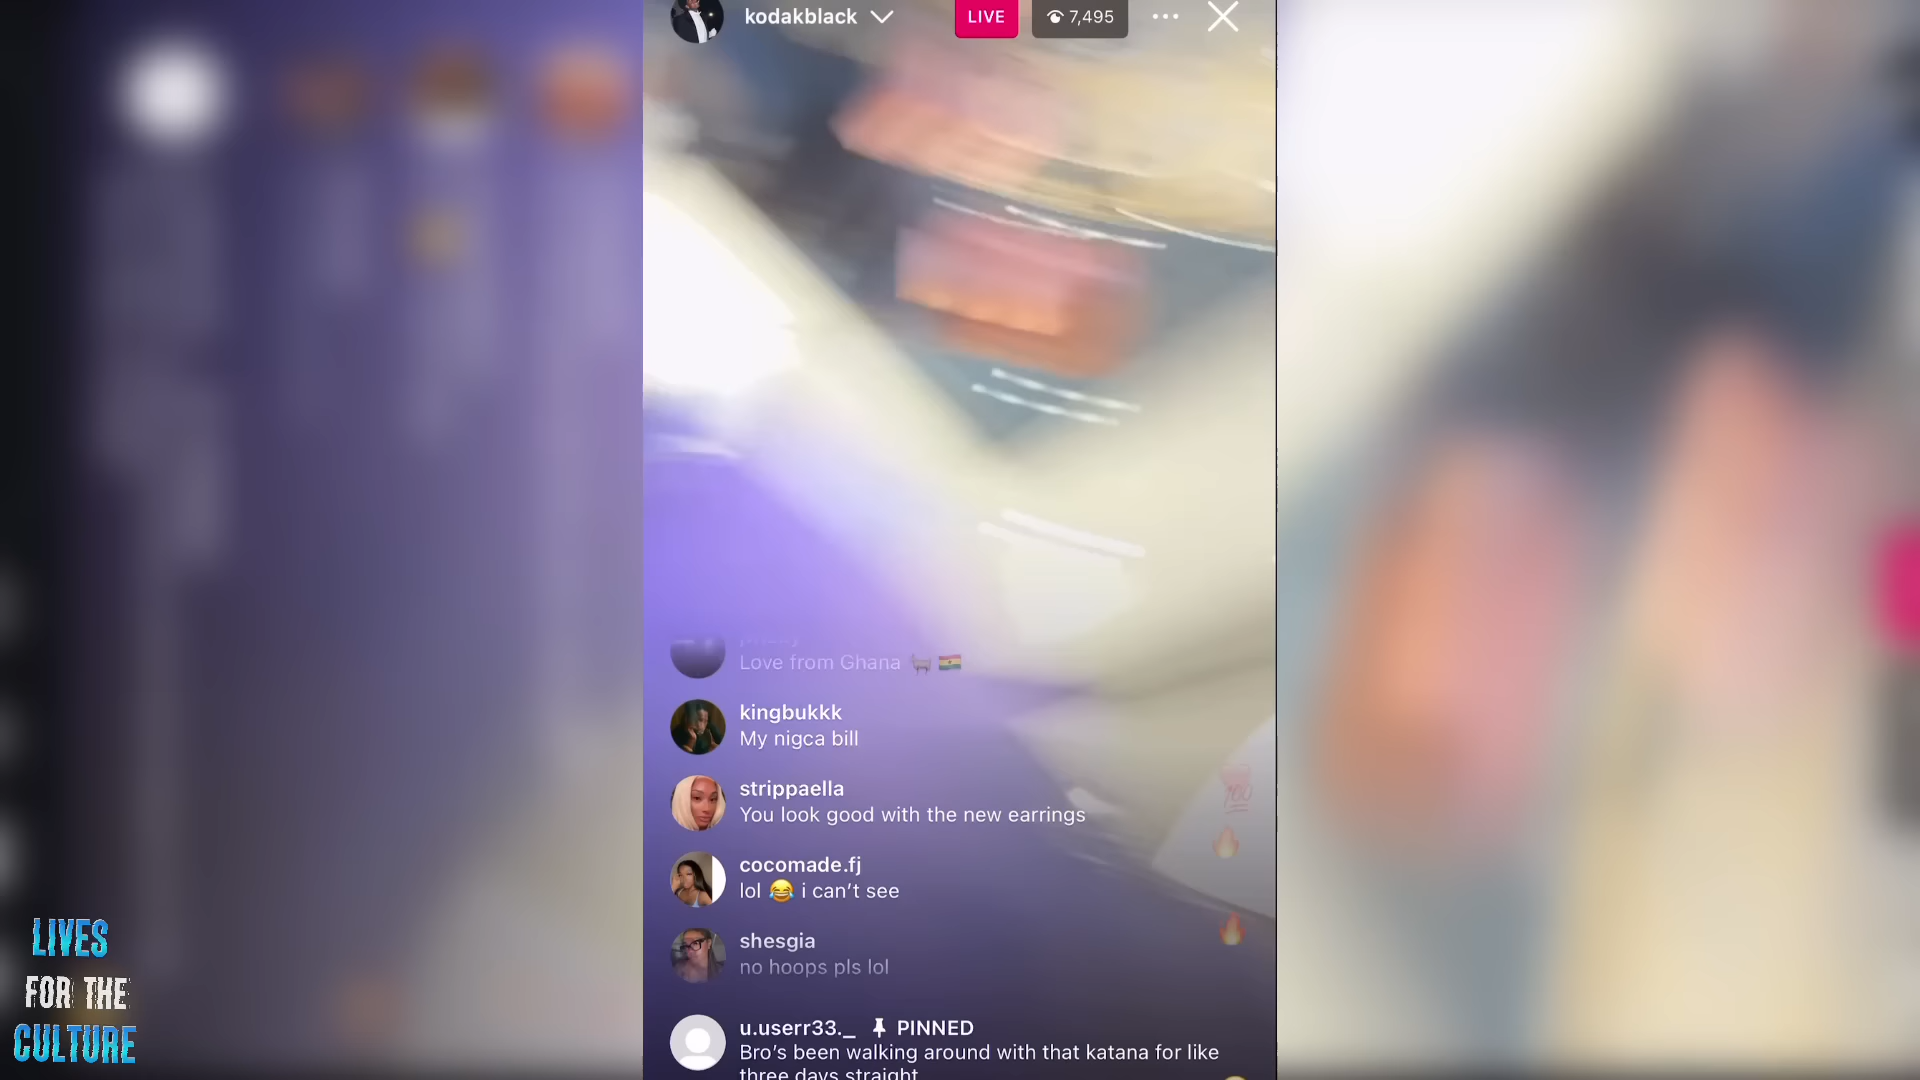 kodakblack
LIVE
7,495
Love from Ghana
kingbukkk
My nigca bill
strippaella
You look good with the new earrings
cocomade.fj
lol 😂 i can't see
shesgia
no hoops pls lol
u.userr33._ PINNED
Bro's been walking around with that katana for like
three days straight
LIVES
FOR THE
CULTURE